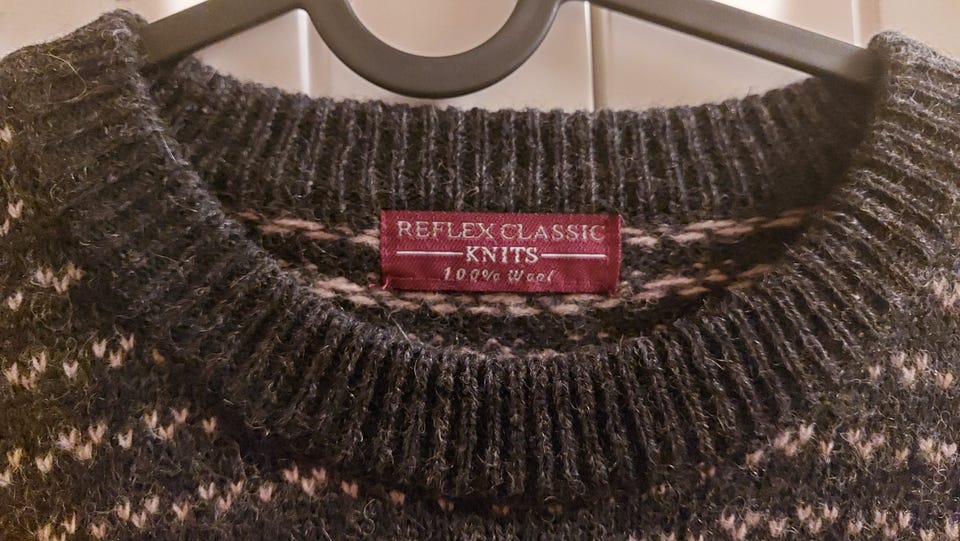 REFLEX CLASSIC
KNITS
100% Wool